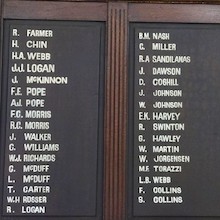 R. FARMER
H. CHIN
H.A. WEBB
J.J. LOGAN
J. McKINNON
F.E. POPE
A.J. POPE
F.G. MORRIS
R.C. MORRIS
J. WALKER
G. WILLIAMS
W.J. RICHARDS
G. McDUFF
L. McDUFF
T. CARTER
W.H ROSSER
R. LOGAN
B.M. NASH
C. MILLER
R.A SANDILANDS
J. DAWSON
D. COGHILL
J. JOHNSON
W. JOHNSON
E.K. HARVEY
R. SWINTON
G. HAWLEY
W. MARTIN
W. JORGENSEN
M.F. TORAZZI
L.B. WEBB
F. COLLINS
S. COLLINS